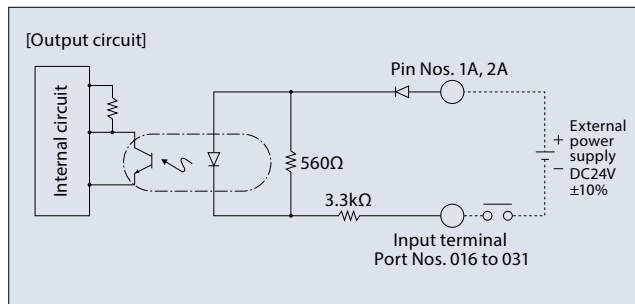 [Output circuit]
Pin Nos. 1A, 2A
Internal circuit
560Ω
3.3kΩ
+ External
power
supply
− DC24V
±10%
Input terminal
Port Nos. 016 to 031